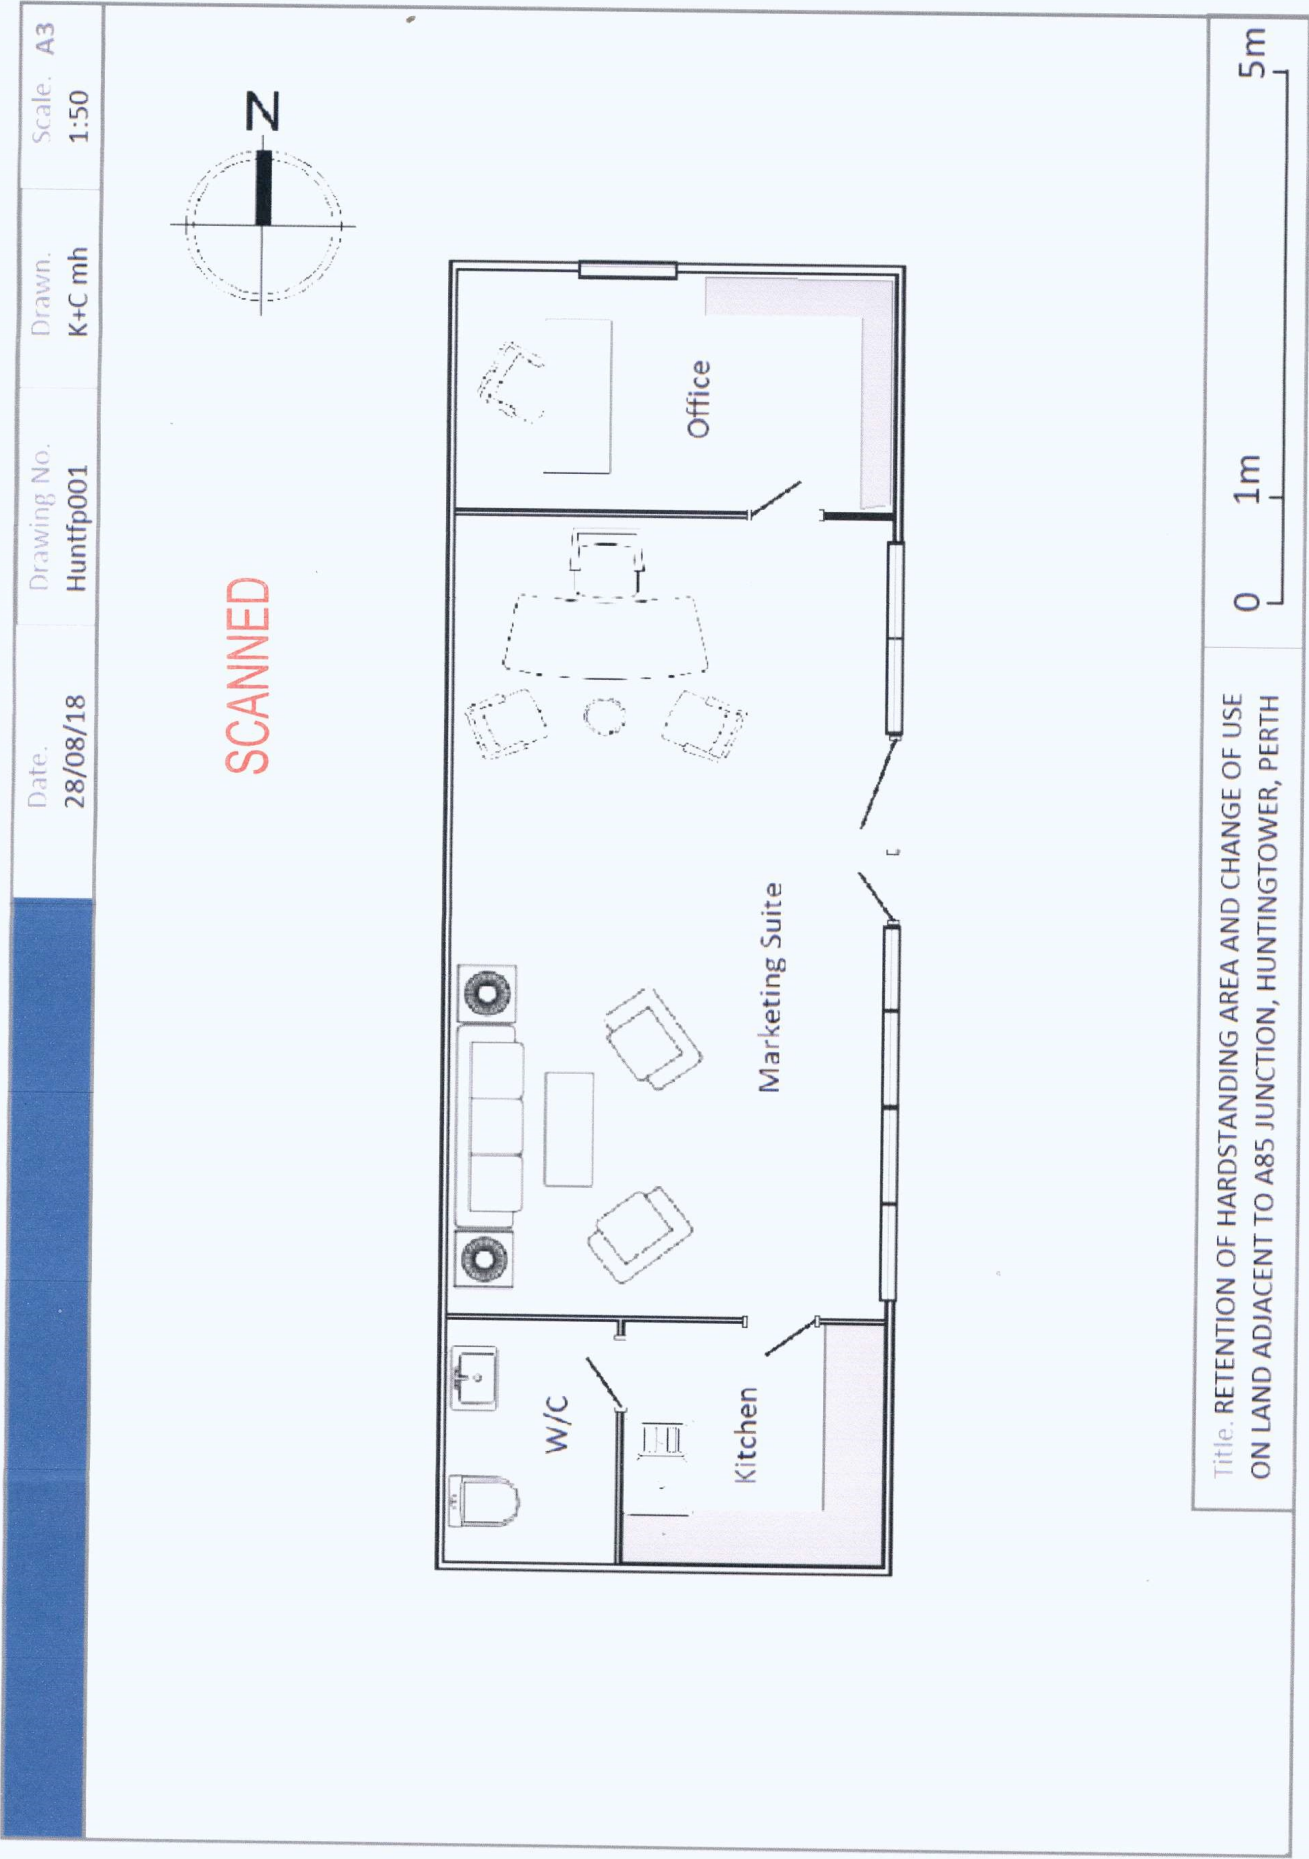 Date. Drawing No. Drawn. Scale. A3
28/08/18 Huntfp001 K+C mh 1:50
SCANNED
N
W/C
Office
Kitchen
Marketing Suite
Title. RETENTION OF HARDSTANDING AREA AND CHANGE OF USE
ON LAND ADJACENT TO A85 JUNCTION, HUNTINGTOWER, PERTH
0 1m 5m